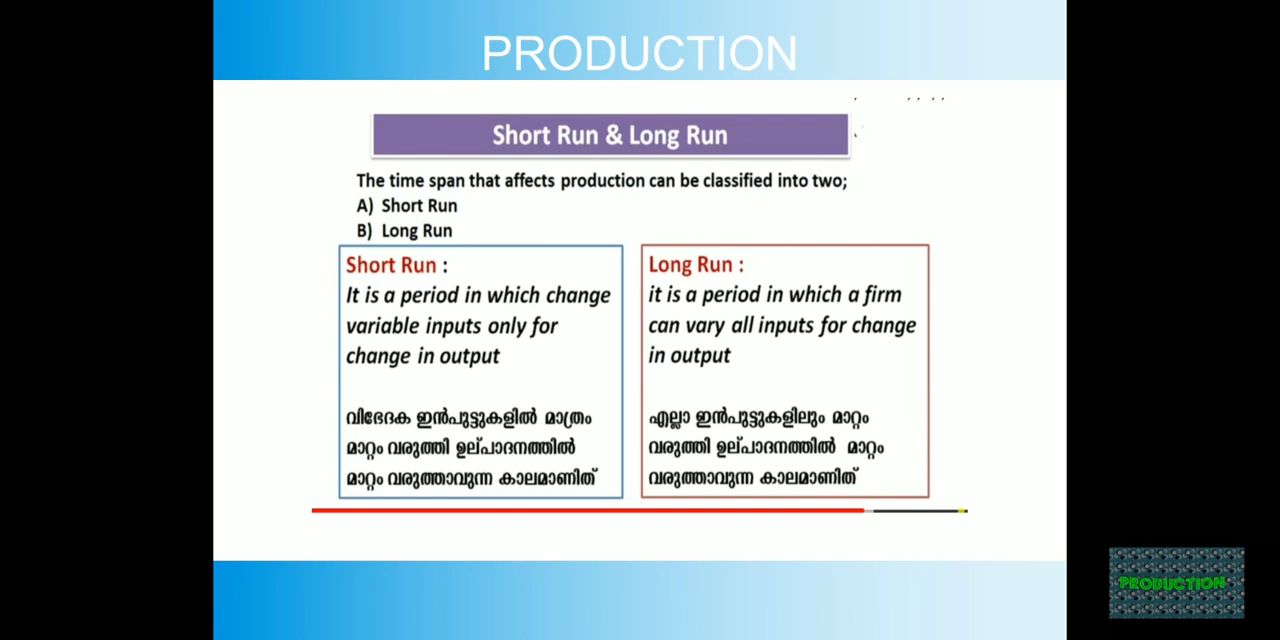 PRODUCTION
Short Run & Long Run
The time span that affects production can be classified into two;
A) Short Run
B) Long Run
Short Run :
It is a period in which change
variable inputs only for
change in output
വിഭേദക ഇൻപുട്ടുകളിൽ മാത്രം
മാറ്റം വരുത്തി ഉല്പാദനത്തിൽ
മാറ്റം വരുത്താവുന്ന കാലമാണിത്
Long Run :
it is a period in which a firm
can vary all inputs for change
in output
എല്ലാ ഇൻപുട്ടുകളിലും മാറ്റം
വരുത്തി ഉല്പാദനത്തിൽ മാറ്റം
വരുത്താവുന്ന കാലമാണിത്
PRODUCTION